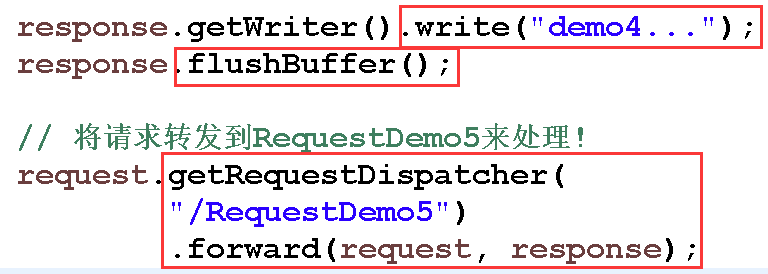 response.getWriter().write("demo4...");
response.flushBuffer();
// 将请求转发到RequestDemo5来处理!
request.getRequestDispatcher(
"/RequestDemo5")
.forward(request, response);